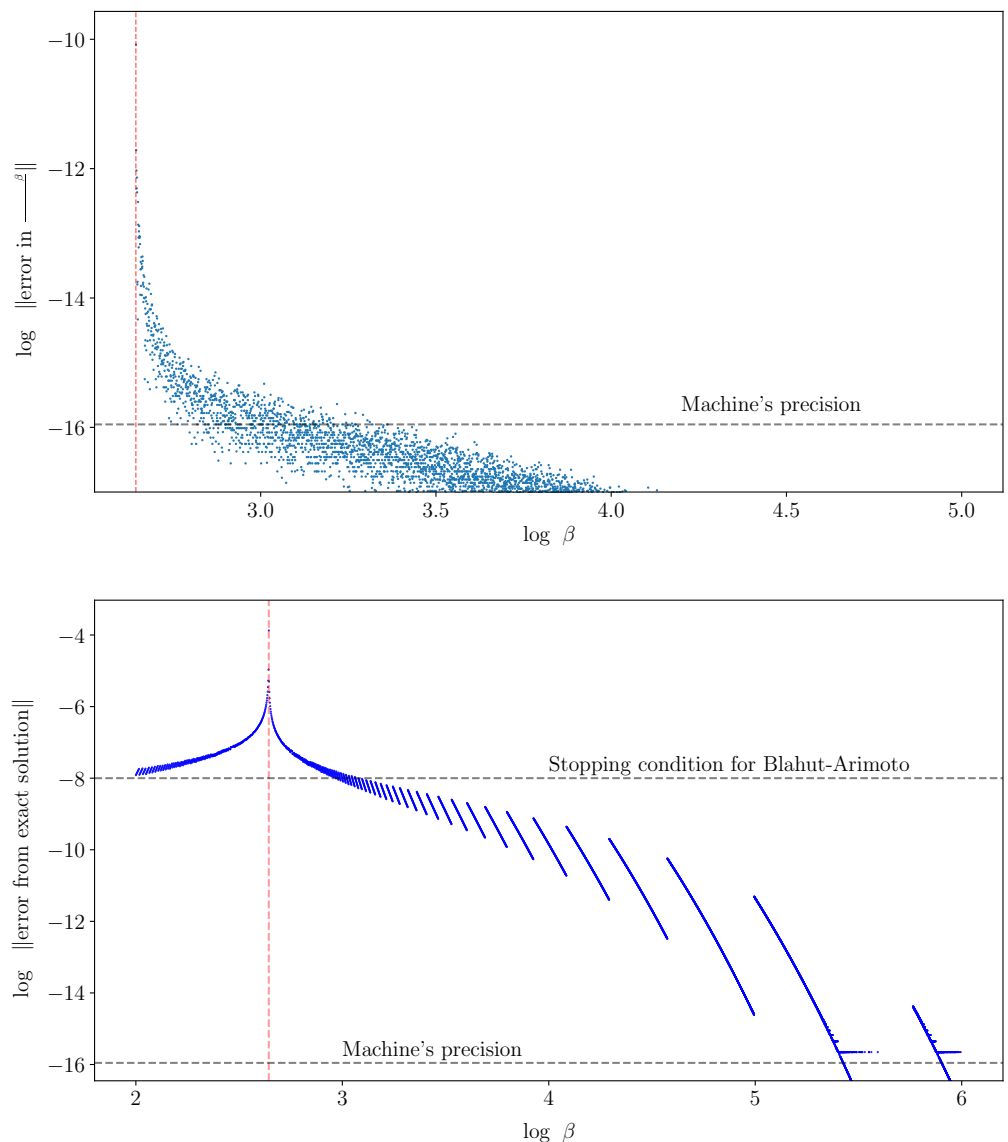 −10
−12
−14
−16
log ‖error in —β‖
Machine's precision
3.0 3.5 4.0 4.5 5.0
log β
−4
−6
−8
−10
−12
−14
−16
log ‖error from exact solution‖
Stopping condition for Blahut-Arimoto
Machine's precision
2 3 4 5 6
log β